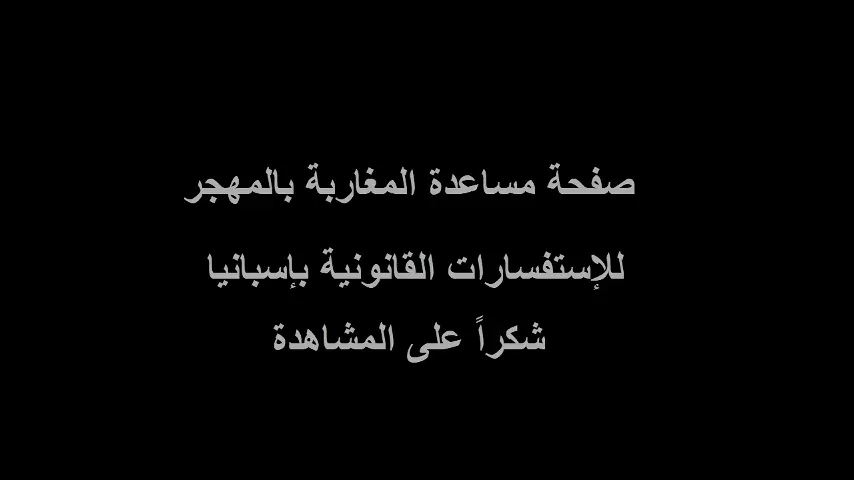 صفحة مساعدة المغاربة بالمهجر
للإستفسارات القانونية بإسبانيا
شكراً على المشاهدة